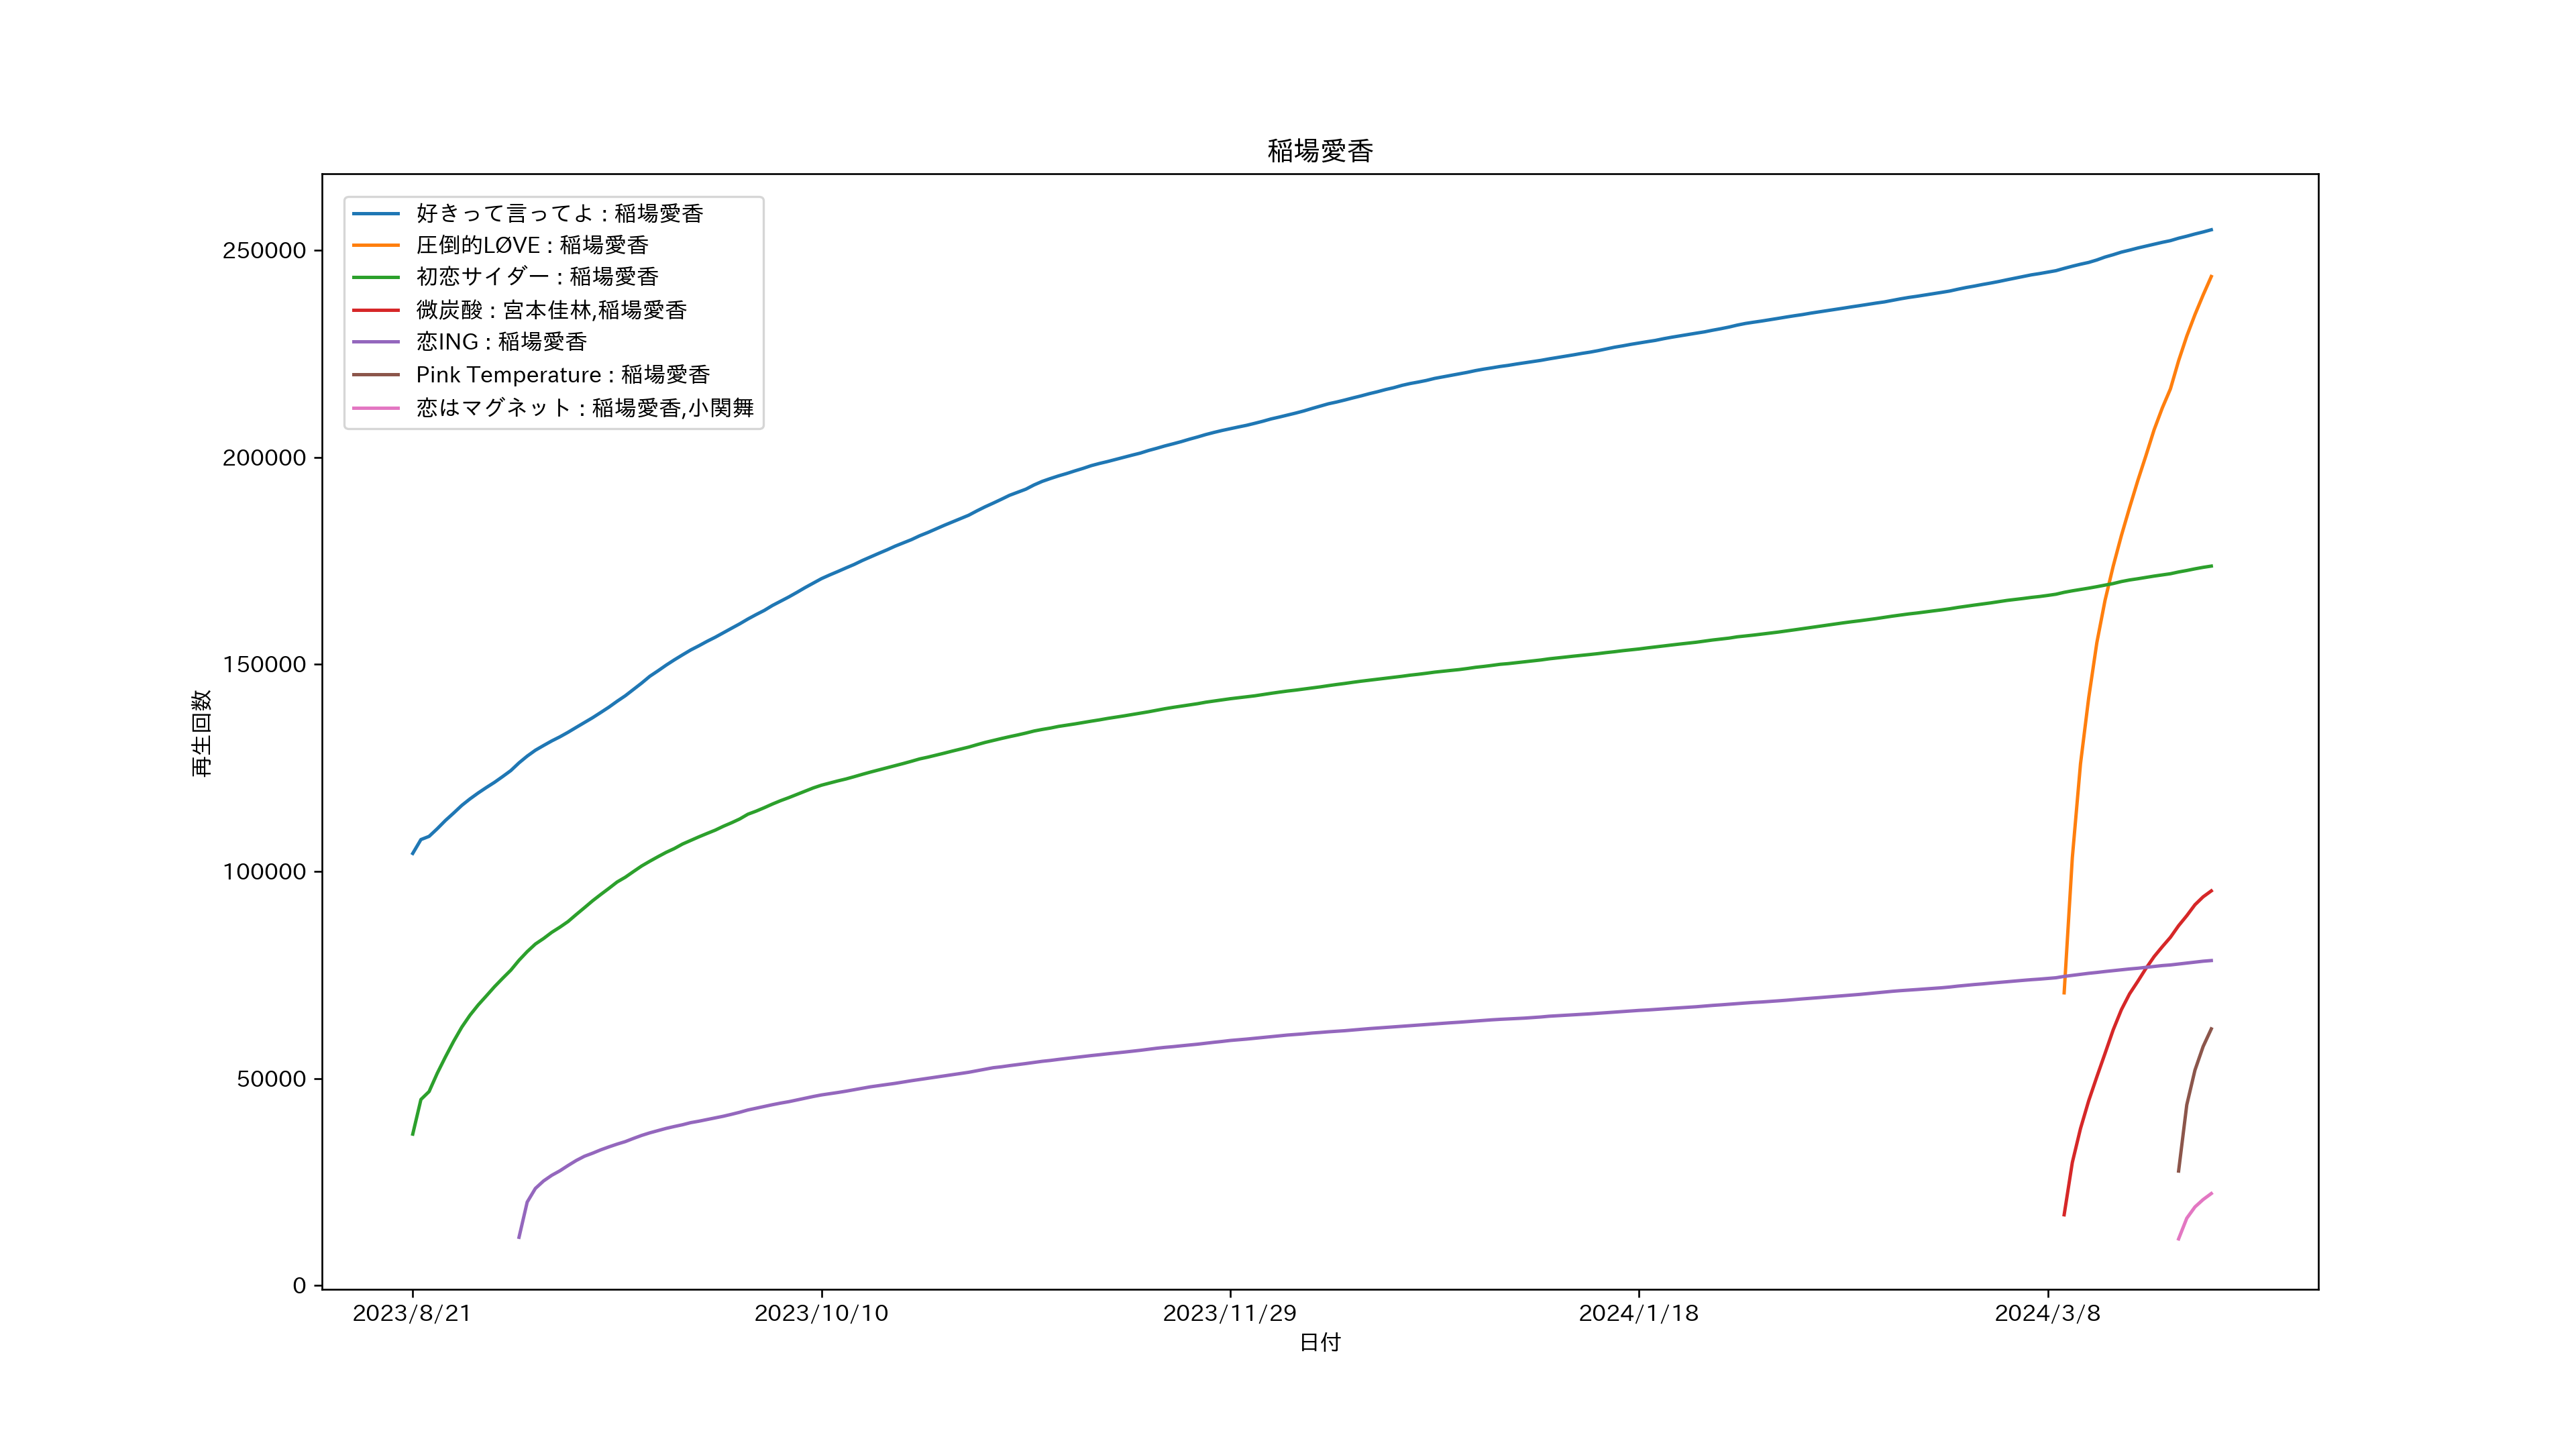 稲場愛香
好きって言ってよ : 稲場愛香
圧倒的LØVE : 稲場愛香
初恋サイダー : 稲場愛香
微炭酸 : 宮本佳林,稲場愛香
恋ING : 稲場愛香
Pink Temperature : 稲場愛香
恋はマグネット : 稲場愛香,小関舞
250000
200000
150000
100000
50000
0
再生回数
2023/8/21
2023/10/10
2023/11/29
2024/1/18
2024/3/8
日付